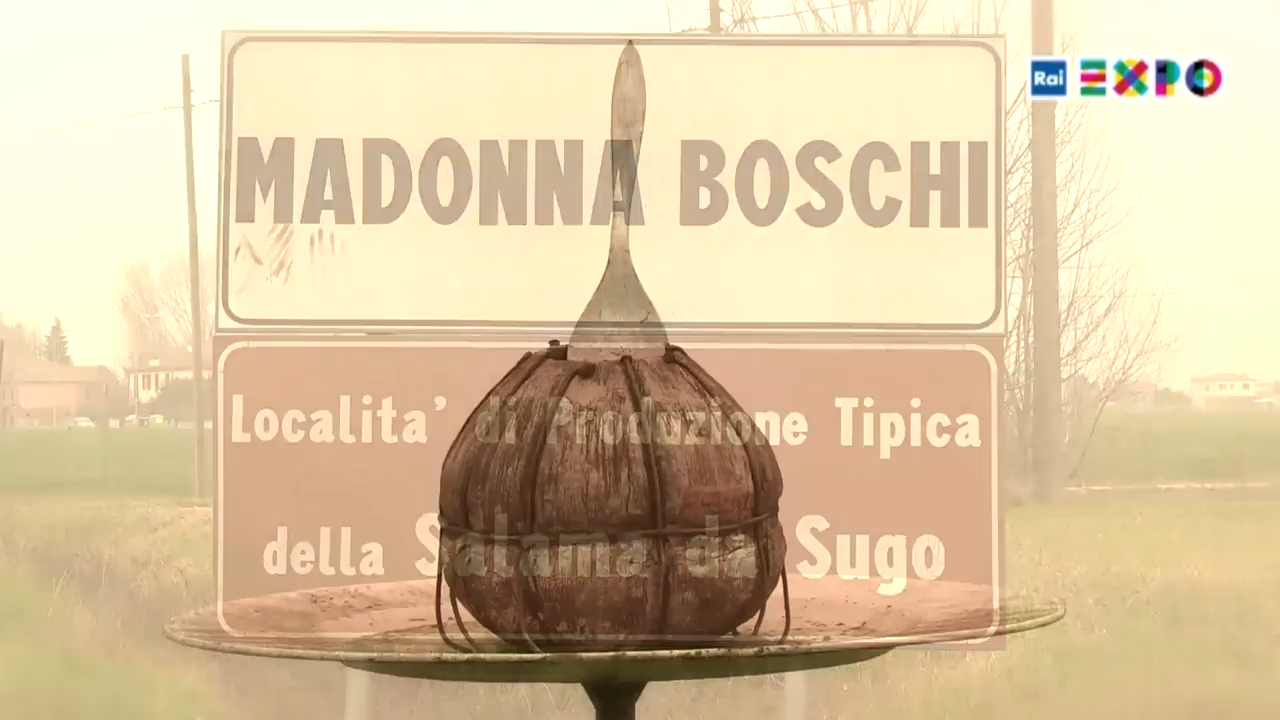 MADONNA BOSCHI
Rai EXPO
Localita' di Produzione Tipica
della Salama da Sugo